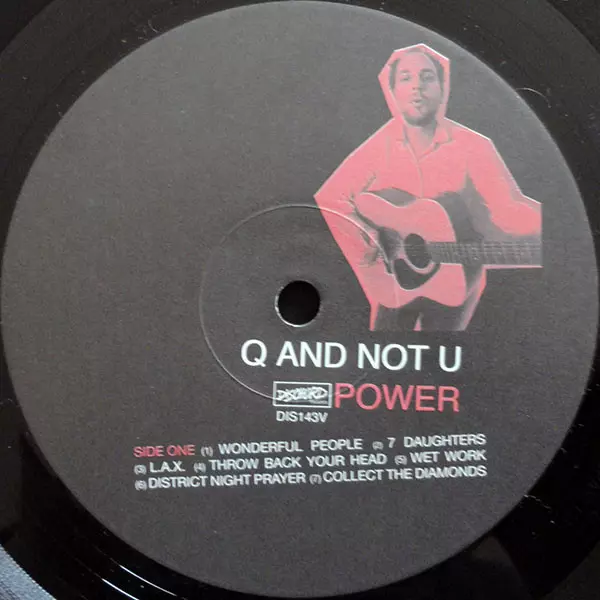 Q AND NOT U
DISCHORD POWER
DIS143V
SIDE ONE (1) WONDERFUL PEOPLE (2) 7 DAUGHTERS
(3) L.A.X. (4) THROW BACK YOUR HEAD (5) WET WORK
(6) DISTRICT NIGHT PRAYER (7) COLLECT THE DIAMONDS